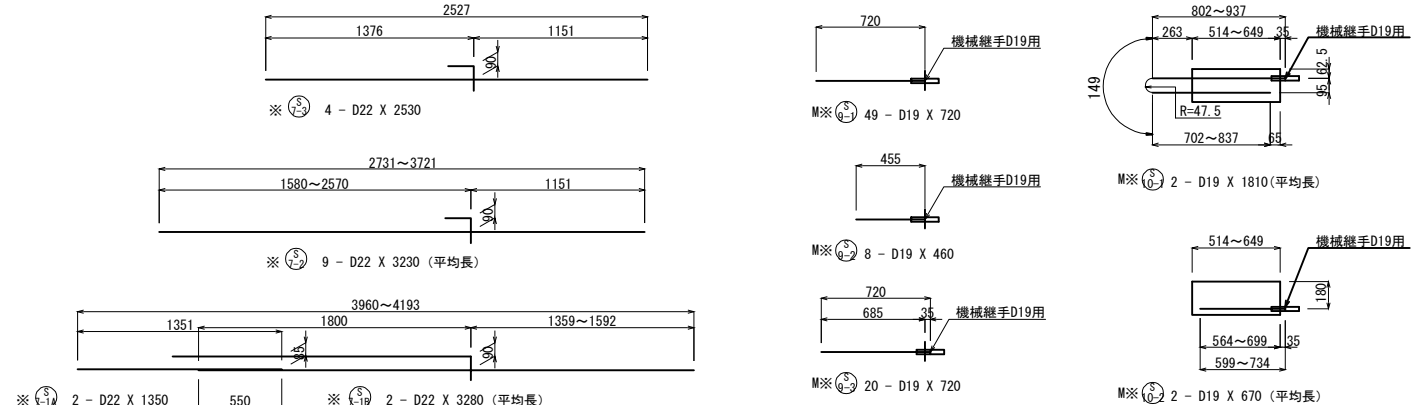 2527
1376
1151
90
※ S 7-3 4 - D22 X 2530
2731～3721
1580～2570
1151
90
※ S 7-2 9 - D22 X 3230 (平均長)
3960～4193
1351
1800
1359～1592
85
90
※ S 7-1A 2 - D22 X 1350
550
※ S 7-1B 2 - D22 X 3280 (平均長)
720
機械継手D19用
M※ S 9-1 49 - D19 X 720
455
機械継手D19用
M※ S 9-2 8 - D19 X 460
720
685
35
機械継手D19用
M※ S 9-3 20 - D19 X 720
802～937
263
514～649
35
機械継手D19用
62.5
95
149
R=47.5
702～837
65
M※ S 10-1 2 - D19 X 1810(平均長)
514～649
機械継手D19用
180
564～699
35
599～734
M※ S 10-2 2 - D19 X 670 (平均長)